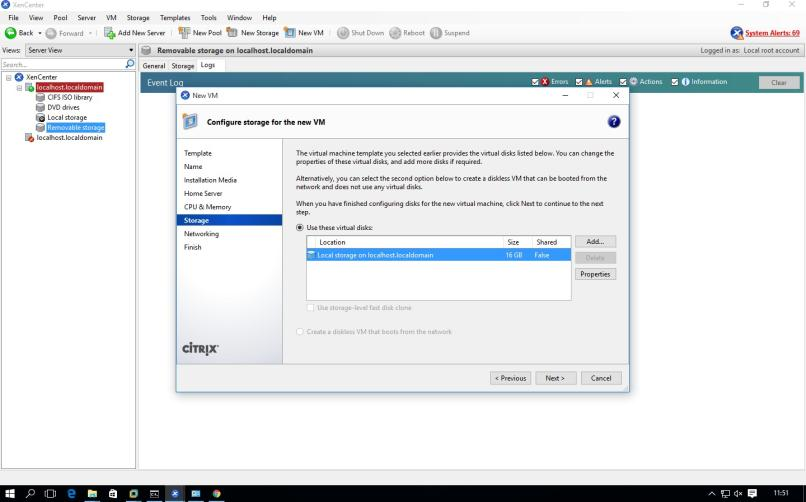 XenCenter
File View Pool Server VM Storage Templates Tools Window Help
Back Forward Add New Server New Pool New Storage New VM Shut Down Reboot Suspend System Alerts: 69
Views: Server View
Removable storage on localhost.localdomain
Logged in as: Local root account
Search...
General Storage Logs
XenCenter
localhost.localdomain
CIFS ISO library
DVD drives
Local storage
Removable storage
localhost.localdomain
Event Log
Errors Alerts Actions Information Clear
New VM
Configure storage for the new VM
?
Template
Name
Installation Media
Home Server
CPU & Memory
Storage
Networking
Finish
CİTRIX
The virtual machine template you selected earlier provides the virtual disks listed below. You can change the
properties of these virtual disks, and add more disks if required.
Alternatively, you can select the second option below to create a diskless VM that can be booted from the
network and does not use any virtual disks.
When you have finished configuring disks for the new virtual machine, click Next to continue to the next
step.
Use these virtual disks:
Location Size Shared
Local storage on localhost.localdomain 16 GB False
Add...
Delete
Properties
Use storage-level fast disk clone
Create a diskless VM that boots from the network
< Previous Next > Cancel
11:51